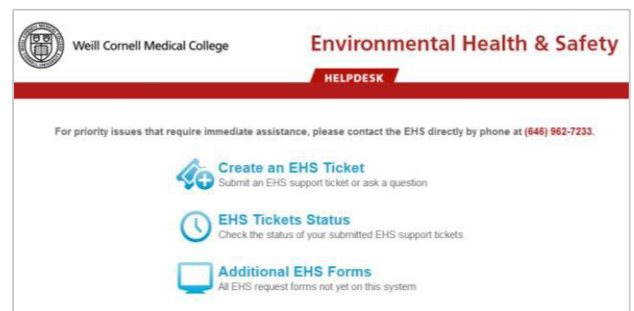 Weill Cornell Medical College
Environmental Health & Safety
HELPDESK
For priority issues that require immediate assistance, please contact the EHS directly by phone at (646) 962-7233.
Create an EHS Ticket
Submit an EHS support ticket or ask a question
EHS Tickets Status
Check the status of your submitted EHS support tickets
Additional EHS Forms
All EHS request forms not yet on this system